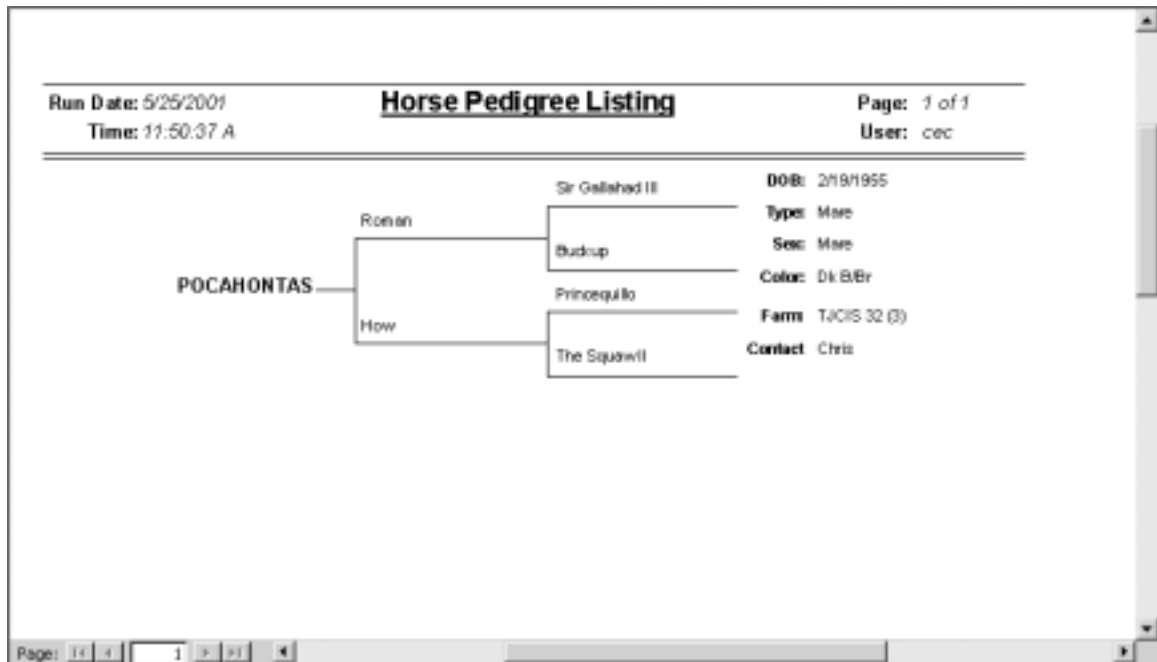 Run Date: 5/25/2001 Horse Pedigree Listing Page: 1 of 1
Time: 11:50:37 A User: cec
Sir Gallahad III DOB: 2/19/1955
Roman Type: Mare
Buckup Sex: Mare
POCAHONTAS Color: Dk B/Br
Princequillo
How Farm: TJCIS 32 (3)
The Squaw II Contact Chris
Page: 1